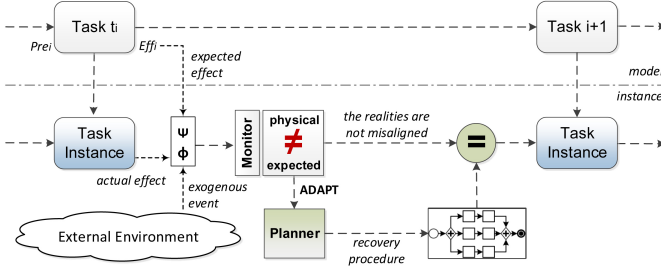 Task ti
Task i+1
Prei
Effi
expected
effect
model
instance
Task
Instance
Ψ
Φ
Monitor
physical
≠
expected
the realities are
not misaligned
=
Task
Instance
actual effect
exogenous
event
ADAPT
External Environment
Planner
recovery
procedure